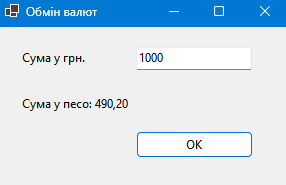 Обмін валют
Сума у грн.
1000
Сума у песо: 490,20
OK